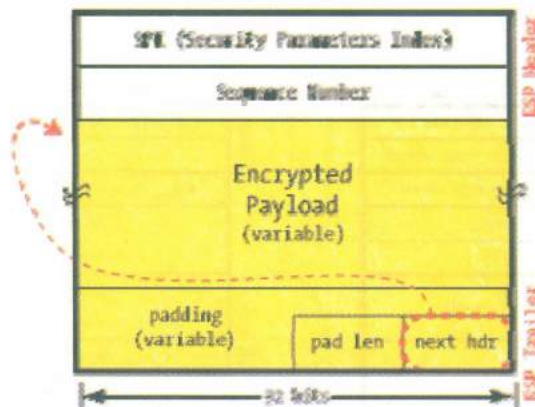 SPI (Security Parameters Index)
Sequence Number
ESP Header
Encrypted
Payload
(variable)
padding
(variable)
pad len
next hdr
ESP Trailer
32 bits